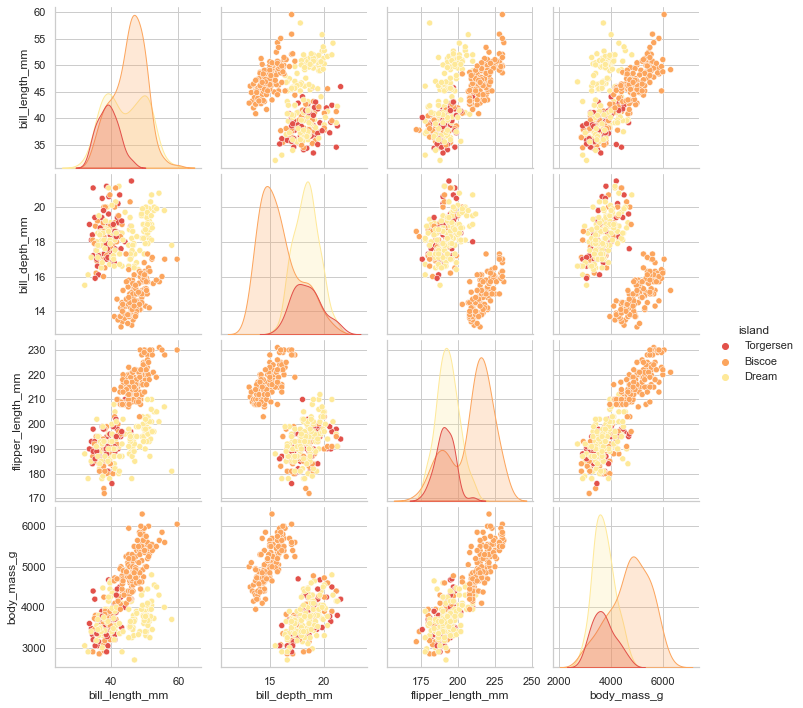 60
55
50
45
40
35
bill_length_mm
20
18
16
14
bill_depth_mm
230
220
210
200
190
180
170
flipper_length_mm
6000
5000
4000
3000
body_mass_g
40 60
bill_length_mm
15 20
bill_depth_mm
175 200 225 250
flipper_length_mm
2000 4000 6000
body_mass_g
island
Torgersen
Biscoe
Dream